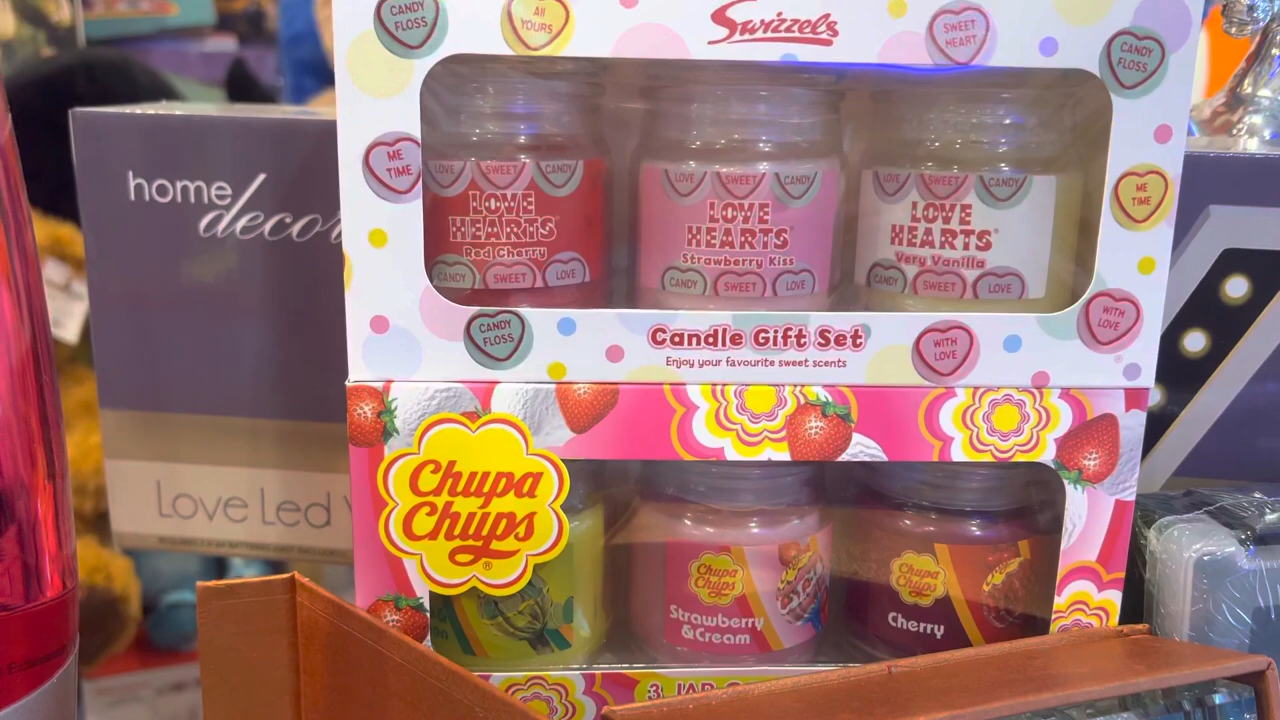 CANDY
FLOSS
All
YOURS
Swizzels
SWEET
HEART
CANDY
FLOSS
ME
TIME
ME
TIME
LOVE SWEET CANDY
LOVE
HEARTS
Red Cherry
CANDY SWEET LOVE
LOVE SWEET CANDY
LOVE
HEARTS
Strawberry Kiss
CANDY SWEET LOVE
LOVE SWEET CANDY
LOVE
HEARTS
Very Vanilla
CANDY SWEET LOVE
CANDY
FLOSS
Candle Gift Set
Enjoy your favourite sweet scents
WITH
LOVE
WITH
LOVE
home
decor
Love Led
Chupa
Chups
Chupa
Chups
Strawberry
&Cream
Chupa
Chups
Cherry
3 JAR